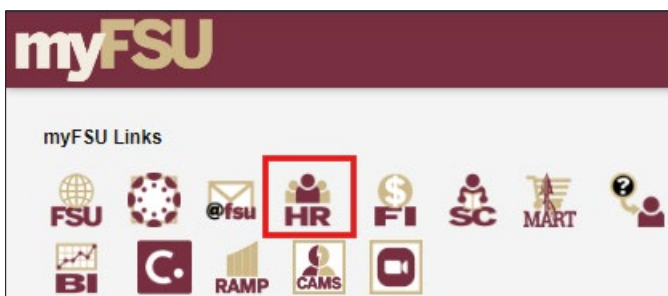 myFSU
myFSU Links
FSU @fsu HR FI SC MART ?
BI C. RAMP CAMS